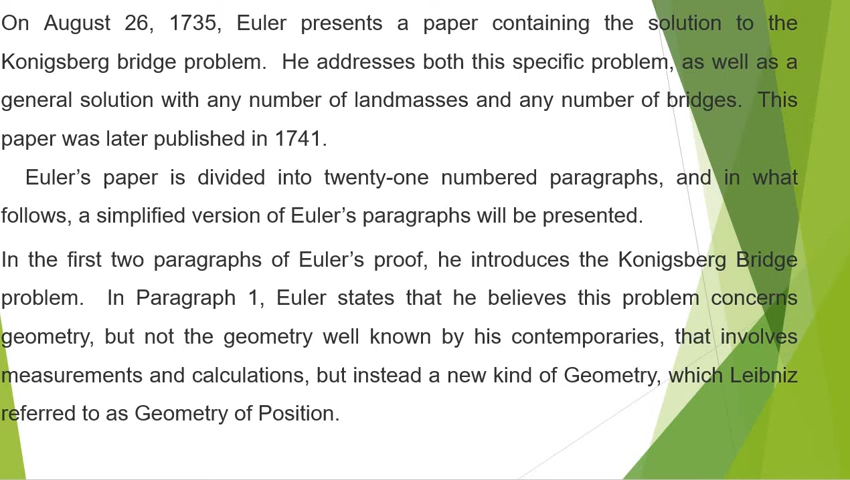 On August 26, 1735, Euler presents a paper containing the solution to the
Konigsberg bridge problem. He addresses both this specific problem, as well as a
general solution with any number of landmasses and any number of bridges. This
paper was later published in 1741.
Euler’s paper is divided into twenty-one numbered paragraphs, and in what
follows, a simplified version of Euler’s paragraphs will be presented.
In the first two paragraphs of Euler’s proof, he introduces the Konigsberg Bridge
problem. In Paragraph 1, Euler states that he believes this problem concerns
geometry, but not the geometry well known by his contemporaries, that involves
measurements and calculations, but instead a new kind of Geometry, which Leibniz
referred to as Geometry of Position.